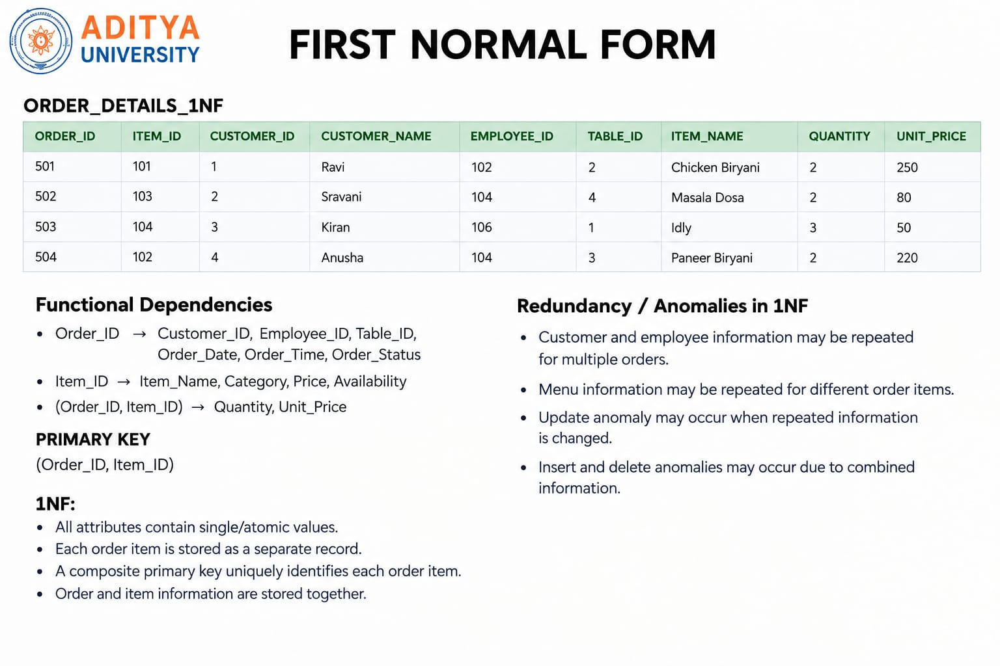 ADITYA
UNIVERSITY
FIRST NORMAL FORM
ORDER_DETAILS_1NF
ORDER_ID ITEM_ID CUSTOMER_ID CUSTOMER_NAME EMPLOYEE_ID TABLE_ID ITEM_NAME QUANTITY UNIT_PRICE
501 101 1 Ravi 102 2 Chicken Biryani 2 250
502 103 2 Sravani 104 4 Masala Dosa 2 80
503 104 3 Kiran 106 1 Idly 3 50
504 102 4 Anusha 104 3 Paneer Biryani 2 220
Functional Dependencies
• Order_ID → Customer_ID, Employee_ID, Table_ID,
Order_Date, Order_Time, Order_Status
• Item_ID → Item_Name, Category, Price, Availability
• (Order_ID, Item_ID) → Quantity, Unit_Price
PRIMARY KEY
(Order_ID, Item_ID)
1NF:
• All attributes contain single/atomic values.
• Each order item is stored as a separate record.
• A composite primary key uniquely identifies each order item.
• Order and item information are stored together.
Redundancy / Anomalies in 1NF
• Customer and employee information may be repeated
for multiple orders.
• Menu information may be repeated for different order items.
• Update anomaly may occur when repeated information
is changed.
• Insert and delete anomalies may occur due to combined
information.